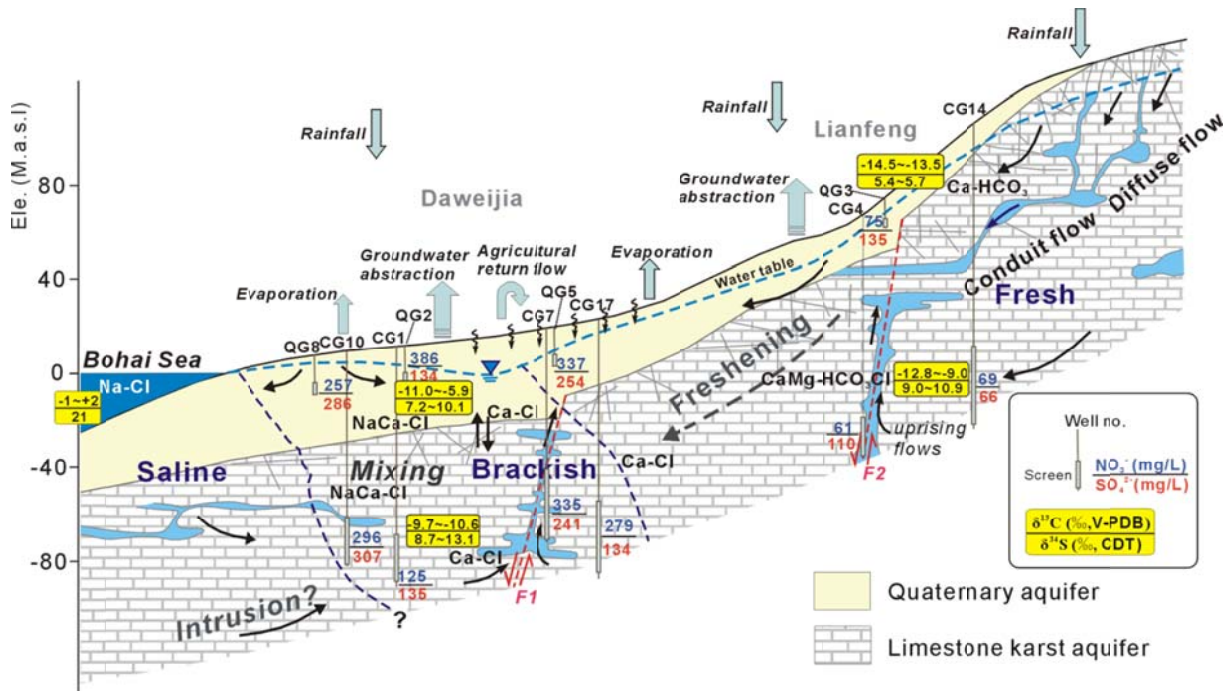 Rainfall
CG14
Rainfall
Lianfeng
-14.5~-13.5
5.4~5.7
Ca-HCO₃
Diffuse flow
Ele. (M.a.s.l)
80
40
0
-40
-80
Rainfall
Daweijia
Groundwater
abstraction
QG3
CG4
75
135
Conduit flow
Fresh
Evaporation
Groundwater
abstraction
Agricultural
return flow
Evaporation
Water table
QG5
CG17
CG7
QG2
CG1
QG8
CG10
Bohai Sea
Na-Cl
-1~+2
21
386
134
337
254
257
286
-11.0~-5.9
7.2~10.1
NaCa-Cl
Ca-Cl
Freshening
CaMg-HCO₃Cl
-12.8~-9.0
9.0~10.9
69
66
61
110
uprising
flows
F2
Saline
Mixing
Brackish
Ca-Cl
NaCa-Cl
335
241
279
134
-9.7~-10.6
8.7~13.1
Ca-Cl
296
307
125
135
F1
Intrusion?
?
Well no.
Screen
NO₃⁻(mg/L)
SO₄²⁻(mg/L)
δ¹³C (‰,V-PDB)
δ³⁴S (‰, CDT)
Quaternary aquifer
Limestone karst aquifer